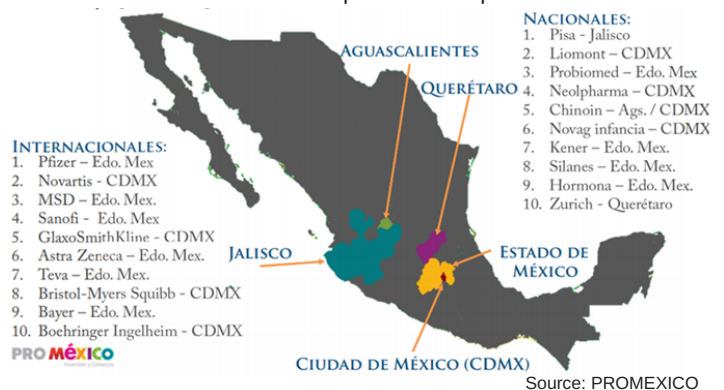 NACIONALES:
1. Pisa - Jalisco
2. Liomont – CDMX
3. Probiomed – Edo. Mex
4. Neolpharma – CDMX
5. Chinoin – Ags. / CDMX
6. Novag infancia – CDMX
7. Kener – Edo. Mex.
8. Silanes – Edo. Mex.
9. Hormona – Edo. Mex.
10. Zurich - Querétaro
AGUASCALIENTES
QUERÉTARO
INTERNACIONALES:
1. Pfizer – Edo. Mex
2. Novartis - CDMX
3. MSD – Edo. Mex
4. Sanofi - Edo. Mex
5. GlaxoSmithKline - CDMX
6. Astra Zeneca – Edo. Mex.
7. Teva – Edo. Mex.
8. Bristol-Myers Squibb - CDMX
9. Bayer – Edo. Mex.
10. Boehringer Ingelheim - CDMX
JALISCO
ESTADO DE
MÉXICO
CIUDAD DE MÉXICO (CDMX)
PRO MÉXICO
Inversión y Comercio
Source: PROMEXICO